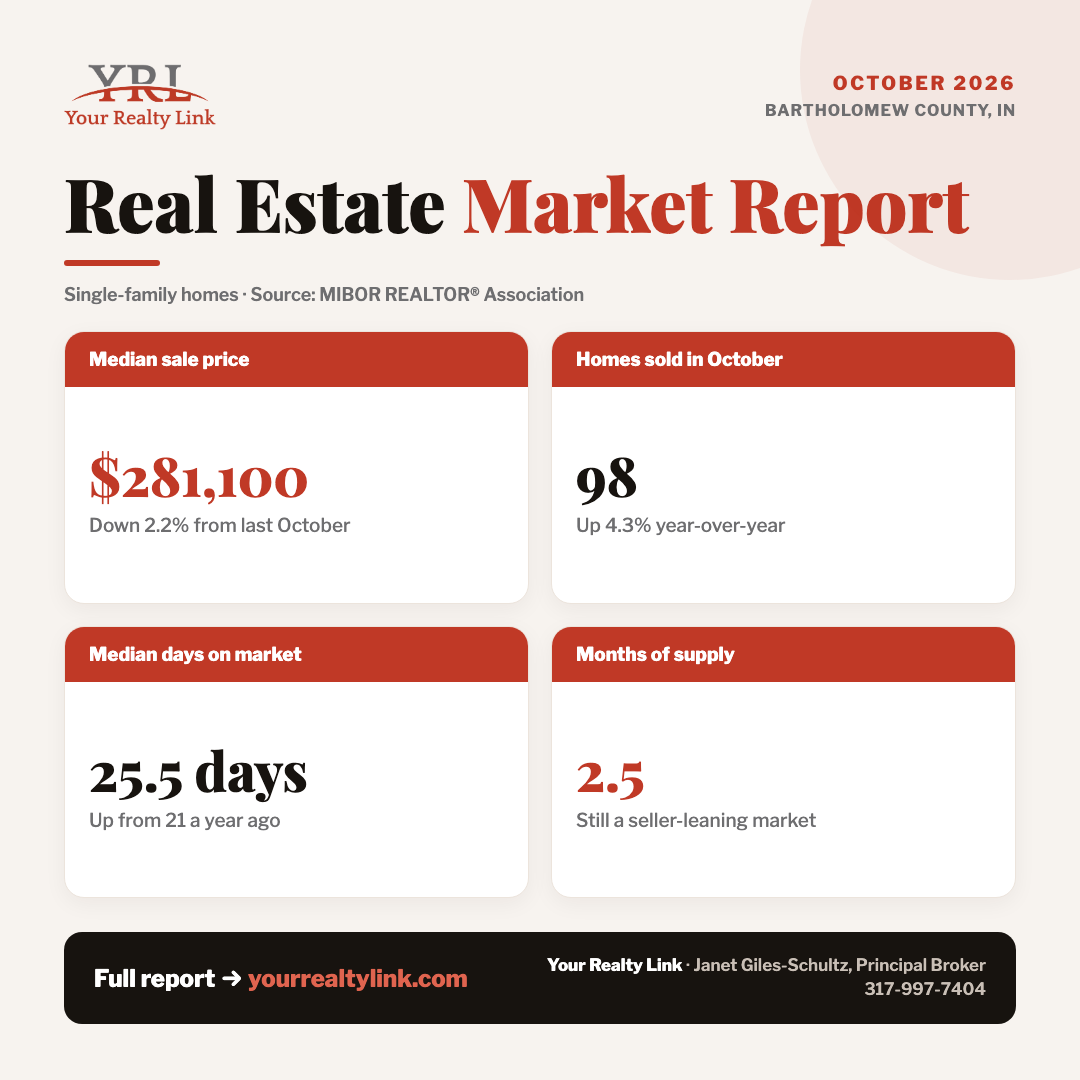 YRL
Your Realty Link
OCTOBER 2026
BARTHOLOMEW COUNTY, IN
Real Estate Market Report
Single-family homes · Source: MIBOR REALTOR® Association
Median sale price
$281,100
Down 2.2% from last October
Homes sold in October
98
Up 4.3% year-over-year
Median days on market
25.5 days
Up from 21 a year ago
Months of supply
2.5
Still a seller-leaning market
Full report → yourrealtylink.com
Your Realty Link · Janet Giles-Schultz, Principal Broker
317-997-7404